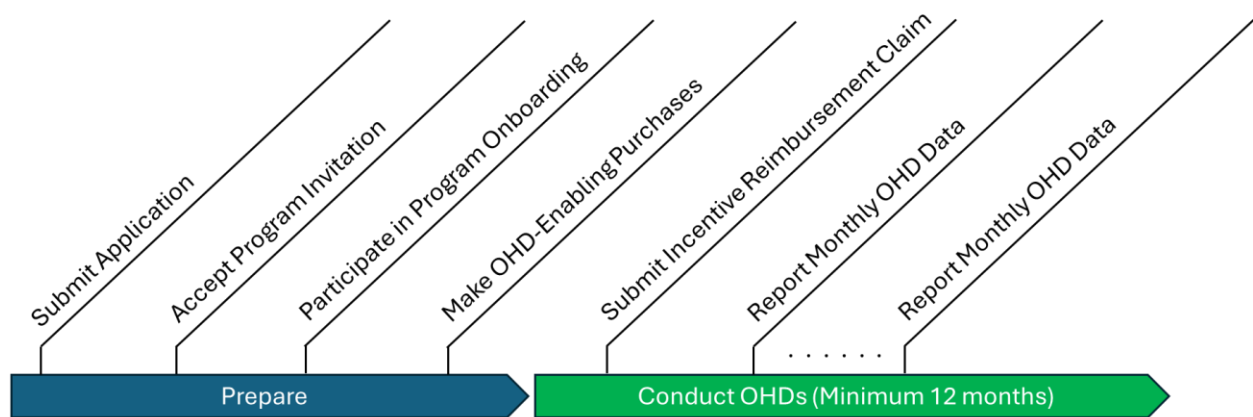 Submit Application
Accept Program Invitation
Participate in Program Onboarding
Make OHD-Enabling Purchases
Submit Incentive Reimbursement Claim
Report Monthly OHD Data
. . . . . .
Report Monthly OHD Data
Prepare
Conduct OHDs (Minimum 12 months)